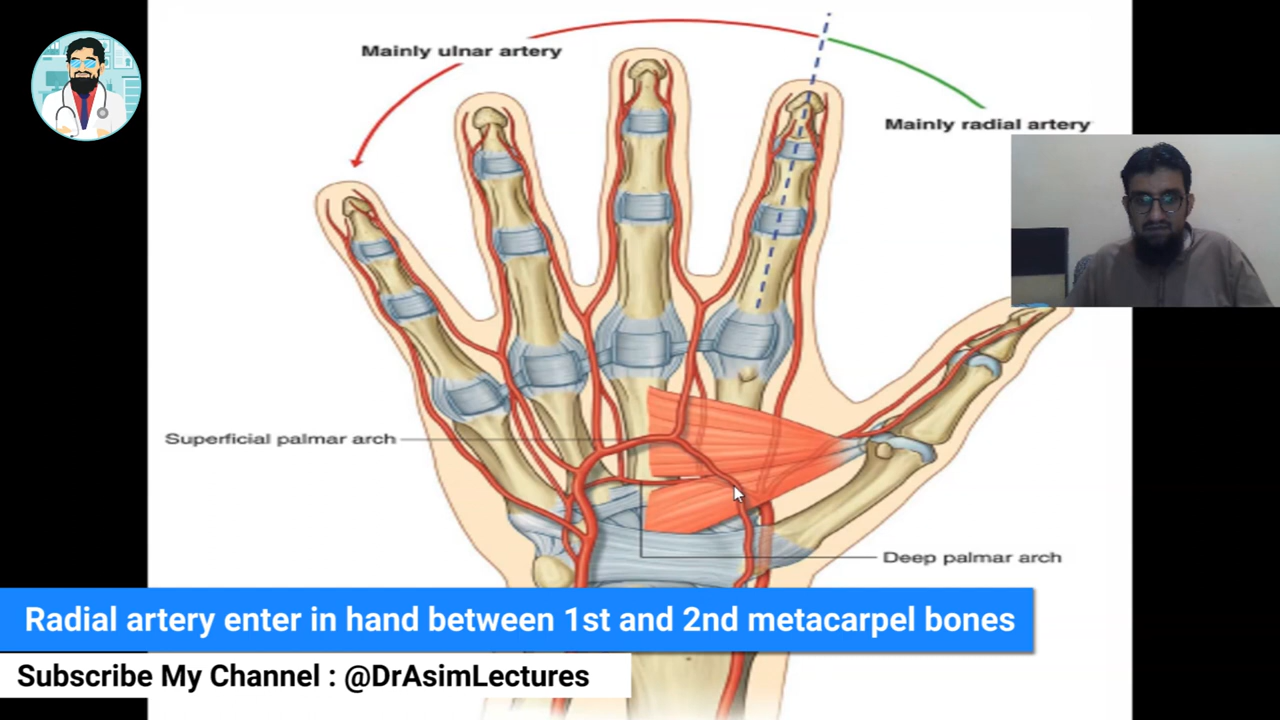 Mainly ulnar artery
Mainly radial artery
Superficial palmar arch
Deep palmar arch
Radial artery enter in hand between 1st and 2nd metacarpel bones
Subscribe My Channel : @DrAsimLectures